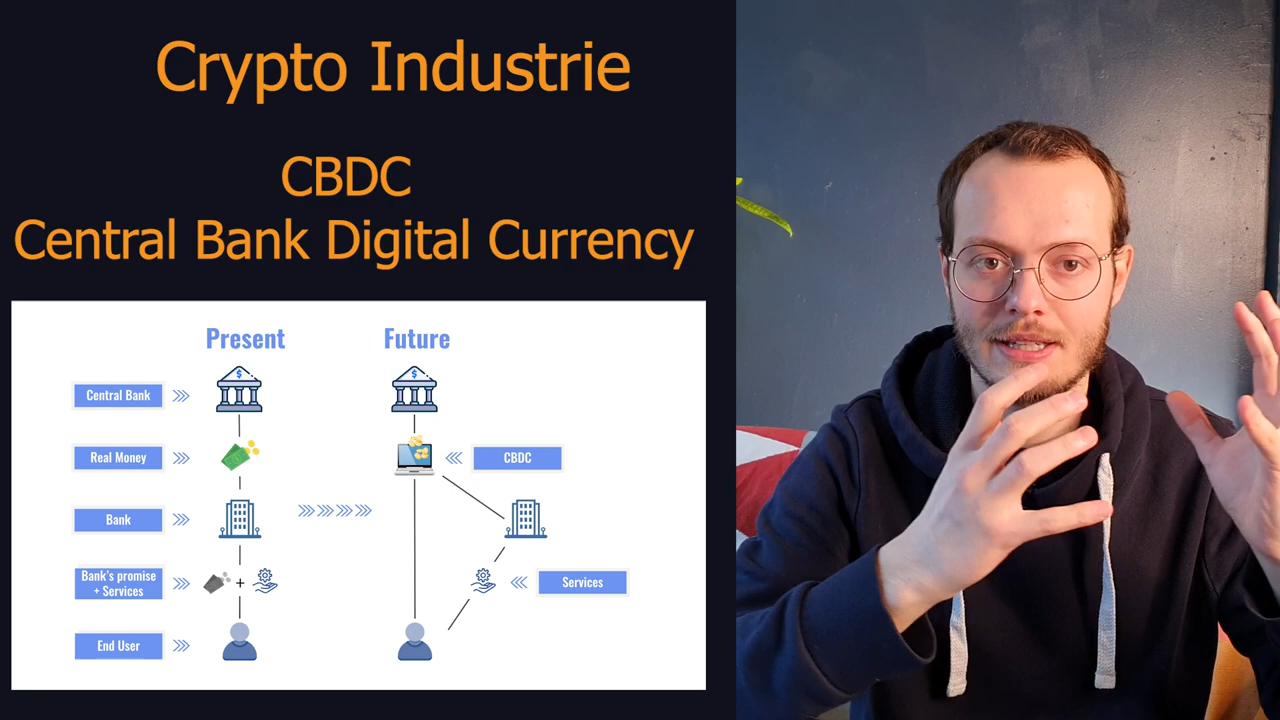 Crypto Industrie
CBDC
Central Bank Digital Currency
Present
Future
Central Bank
Real Money
CBDC
Bank
Bank's promise
+ Services
Services
End User